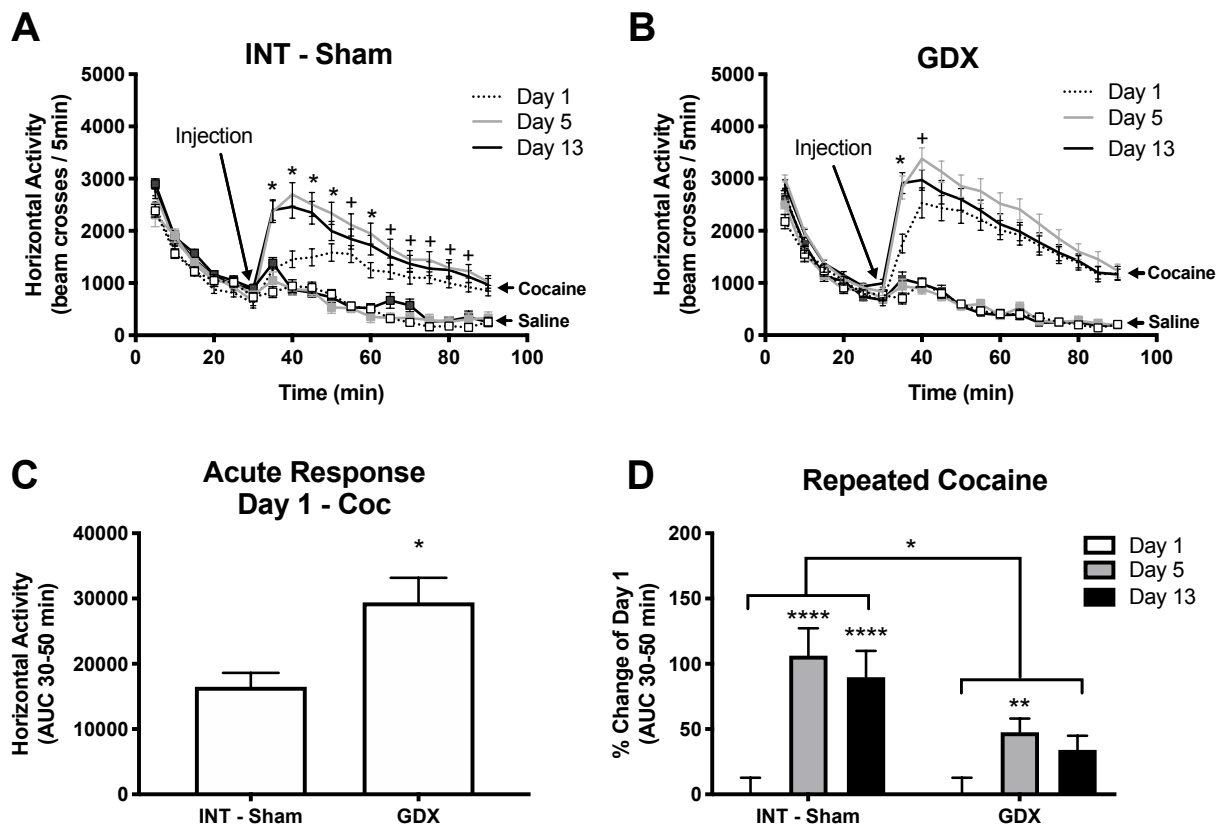 A
INT - Sham
Horizontal Activity
(beam crosses / 5min)
5000
4000
3000
2000
1000
0
0
20
40
60
80
100
Time (min)
Injection
Day 1
Day 5
Day 13
* * * * + * + + + + +
Cocaine
Saline
B
GDX
Horizontal Activity
(beam crosses / 5min)
5000
4000
3000
2000
1000
0
0
20
40
60
80
100
Time (min)
Injection
Day 1
Day 5
Day 13
* +
Cocaine
Saline
C
Acute Response
Day 1 - Coc
Horizontal Activity
(AUC 30-50 min)
40000
30000
20000
10000
0
*
INT - Sham
GDX
D
Repeated Cocaine
% Change of Day 1
(AUC 30-50 min)
200
150
100
50
0
*
****
****
**
Day 1
Day 5
Day 13
INT - Sham
GDX